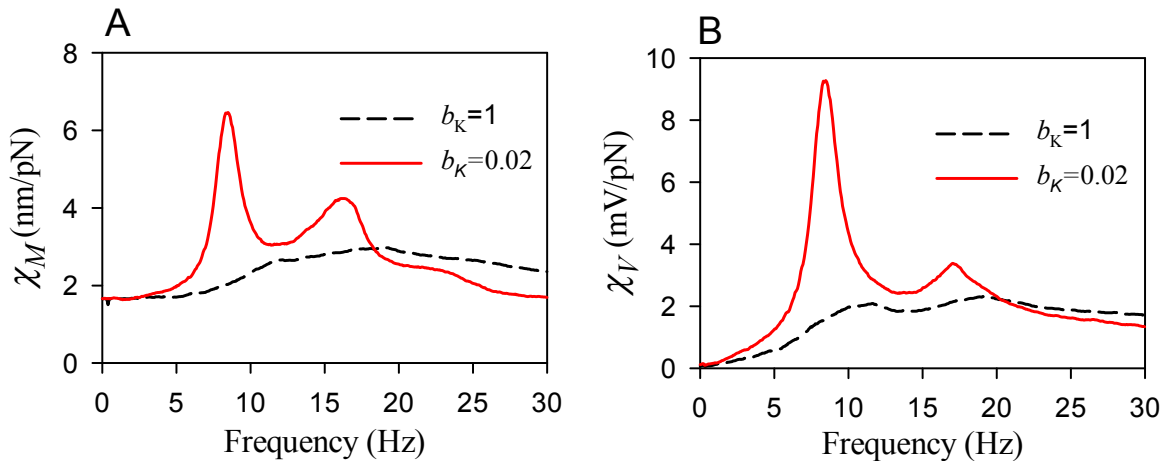 A
χM (nm/pN)
8
6
4
2
0
bK=1
bK=0.02
0 5 10 15 20 25 30
Frequency (Hz)
B
χV (mV/pN)
10
8
6
4
2
0
bK=1
bK=0.02
0 5 10 15 20 25 30
Frequency (Hz)